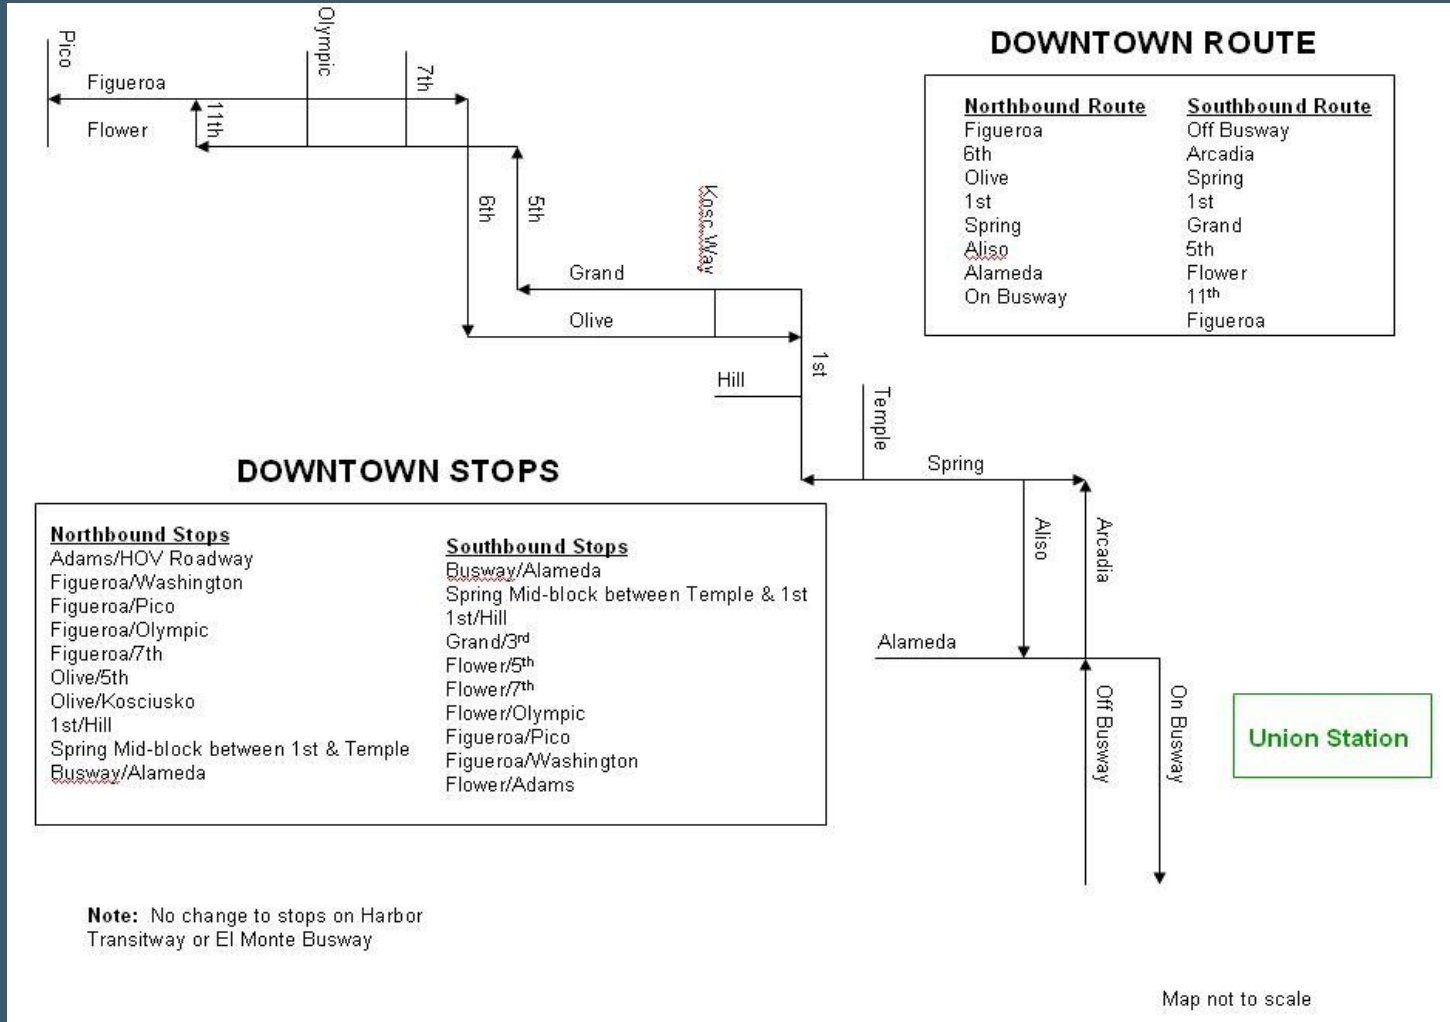 Pico
Figueroa
Flower
11th
Olympic
7th
6th
5th
Grand
Olive
Kosc. Way
Hill
1st
Temple
Spring
Aliso
Arcadia
Alameda
Off Busway
On Busway
Union Station
DOWNTOWN ROUTE
Northbound Route
Figueroa
6th
Olive
1st
Spring
Aliso
Alameda
On Busway
Southbound Route
Off Busway
Arcadia
Spring
1st
Grand
5th
Flower
11th
Figueroa
DOWNTOWN STOPS
Northbound Stops
Adams/HOV Roadway
Figueroa/Washington
Figueroa/Pico
Figueroa/Olympic
Figueroa/7th
Olive/5th
Olive/Kosciusko
1st/Hill
Spring Mid-block between 1st & Temple
Busway/Alameda
Southbound Stops
Busway/Alameda
Spring Mid-block between Temple & 1st
1st/Hill
Grand/3rd
Flower/5th
Flower/7th
Flower/Olympic
Figueroa/Pico
Figueroa/Washington
Flower/Adams
Note: No change to stops on Harbor
Transitway or El Monte Busway
Map not to scale